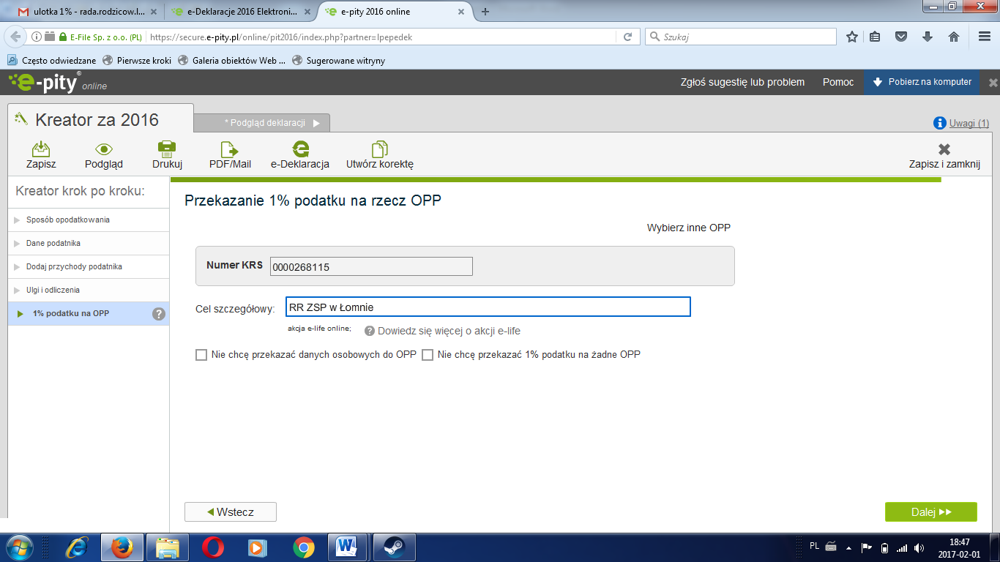 ulotka 1% - rada.rodzicow.l...
e-Deklaracje 2016 Elektroni...
e-pity 2016 online
E-File Sp. z o.o. (PL)
https://secure.e-pity.pl/online/pit2016/index.php?partner=lpepedek
Szukaj
Często odwiedzane
Pierwsze kroki
Galeria obiektów Web ...
Sugerowane witryny
e-pity® online
Zgłoś sugestię lub problem
Pomoc
Pobierz na komputer
Kreator za 2016
* Podgląd deklaracji
Uwagi (1)
Zapisz
Podgląd
Drukuj
PDF/Mail
e-Deklaracja
Utwórz korektę
Zapisz i zamknij
Kreator krok po kroku:
Sposób opodatkowania
Dane podatnika
Dodaj przychody podatnika
Ulgi i odliczenia
1% podatku na OPP
Przekazanie 1% podatku na rzecz OPP
Wybierz inne OPP
Numer KRS 0000268115
Cel szczegółowy: RR ZSP w Łomnie
akcja e-life online;
Dowiedz się więcej o akcji e-life
Nie chcę przekazać danych osobowych do OPP
Nie chcę przekazać 1% podatku na żadne OPP
Wstecz
Dalej
PL
18:47
2017-02-01